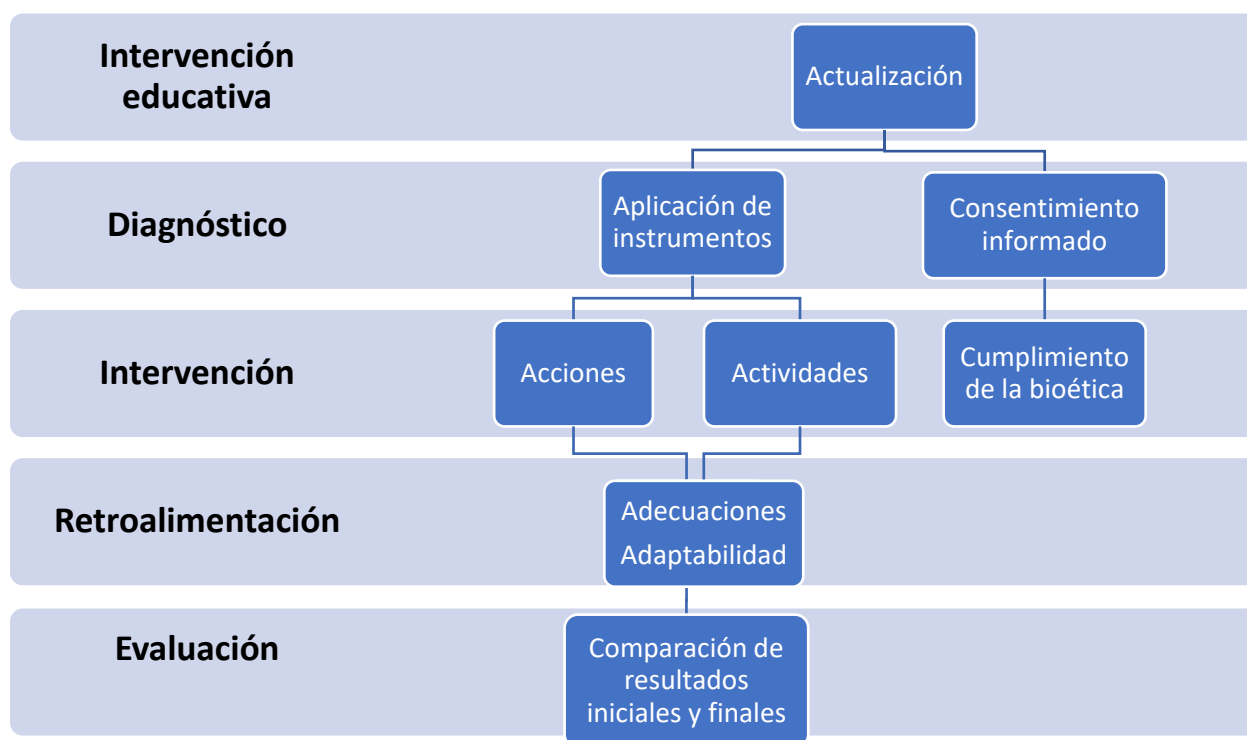 Intervención
educativa
Actualización
Diagnóstico
Aplicación de
instrumentos
Consentimiento
informado
Intervención
Acciones
Actividades
Cumplimiento
de la bioética
Retroalimentación
Adecuaciones
Adaptabilidad
Evaluación
Comparación de
resultados
iniciales y finales